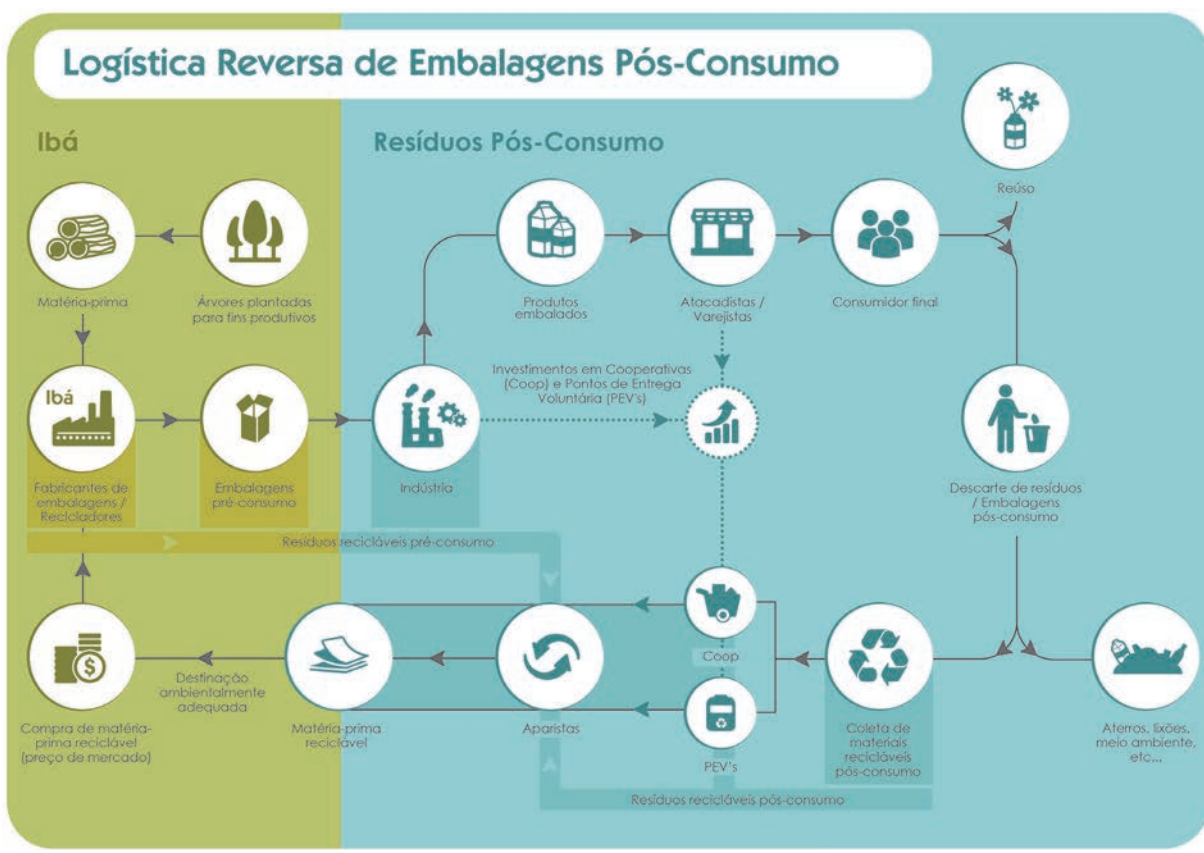 Logística Reversa de Embalagens Pós-Consumo
Ibá
Resíduos Pós-Consumo
Reúso
Matéria-prima
Árvores plantadas
para fins produtivos
Produtos
embalados
Atacadistas /
Varejistas
Consumidor final
Investimentos em Cooperativas
(Coop) e Pontos de Entrega
Voluntária (PEV's)
Ibá
Fabricantes de
embalagens /
Recicladores
Embalagens
pré-consumo
Indústria
Descarte de resíduos
/ Embalagens
pós-consumo
Resíduos recicláveis pré-consumo
$
Compra de matéria-
prima reciclável
(preço de mercado)
Destinação
ambientalmente
adequada
Matéria-prima
reciclável
Aparistas
Coop
PEV's
Coleta de
materiais
recicláveis
pós-consumo
Aterros, lixões,
meio ambiente,
etc...
Resíduos recicláveis pós-consumo